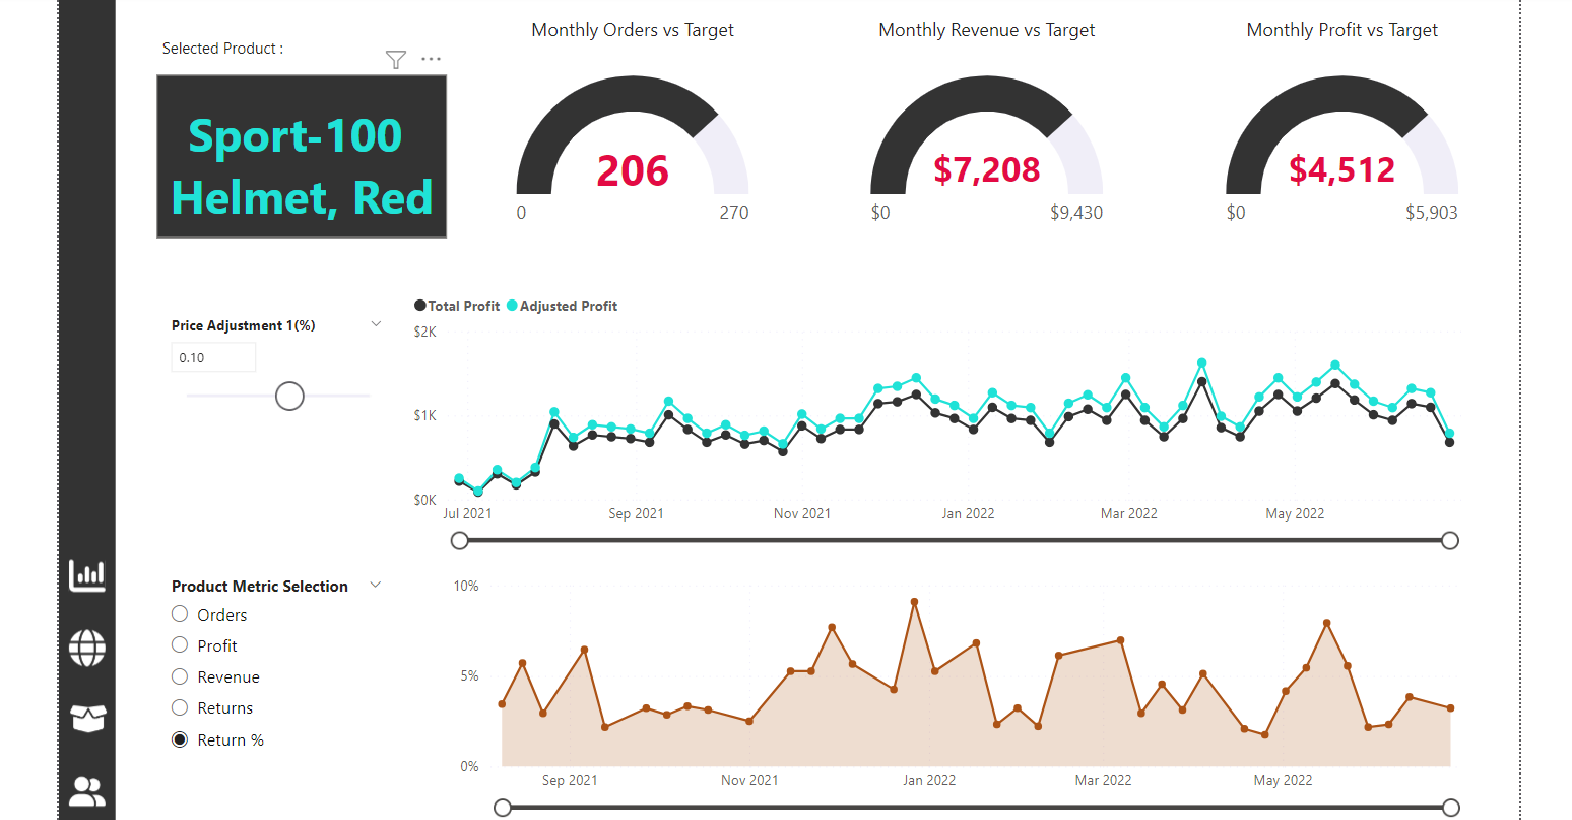 Selected Product :
Sport-100
Helmet, Red
Monthly Orders vs Target
206
0
270
Monthly Revenue vs Target
$7,208
$0
$9,430
Monthly Profit vs Target
$4,512
$0
$5,903
Price Adjustment 1(%)
0.10
Total Profit
Adjusted Profit
$2K
$1K
$0K
Jul 2021
Sep 2021
Nov 2021
Jan 2022
Mar 2022
May 2022
Product Metric Selection
Orders
Profit
Revenue
Returns
Return %
10%
5%
0%
Sep 2021
Nov 2021
Jan 2022
Mar 2022
May 2022